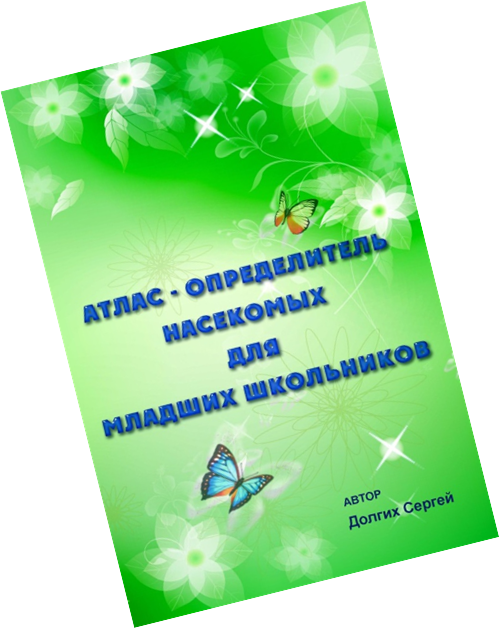 АТЛАС - ОПРЕДЕЛИТЕЛЬ
НАСЕКОМЫХ
ДЛЯ
МЛАДШИХ ШКОЛЬНИКОВ
АВТОР
Долгих Сергей